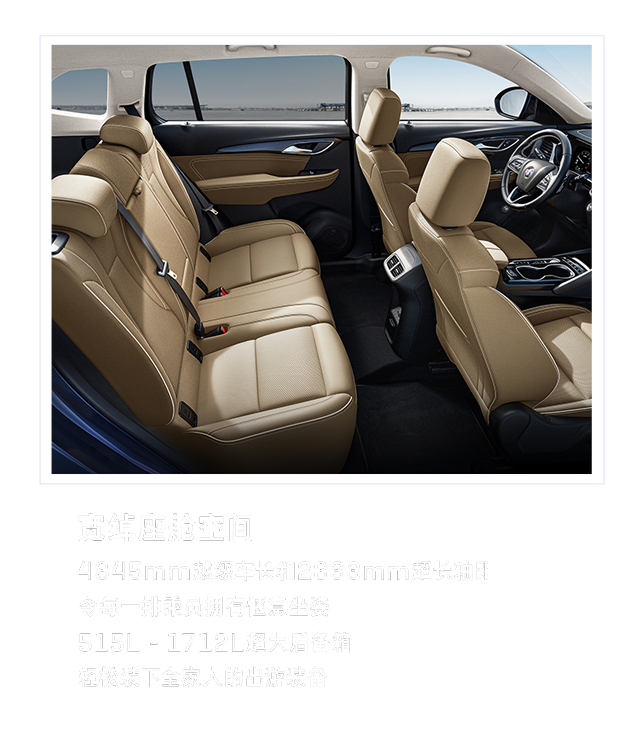 宽绰座舱空间
4845mm越级车长和2833mm超长轴距
令每一排乘员拥有惬意坐姿
515L - 1712L超大后备箱
轻松装下全家人的出游装备